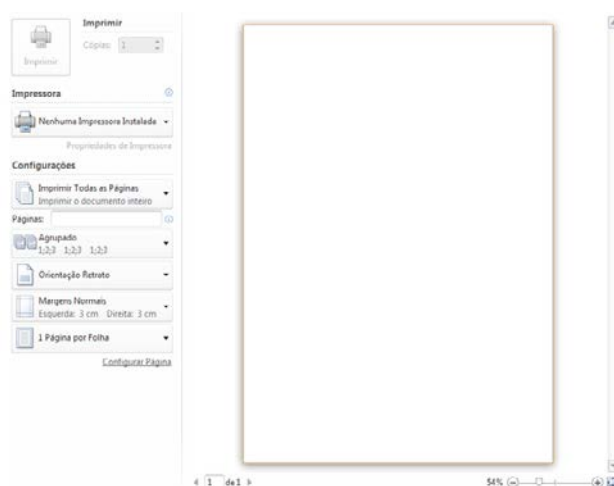 Imprimir
Cópias: 1
Imprimir
Impressora
Nenhuma Impressora Instalada
Propriedades de Impressora
Configurações
Imprimir Todas as Páginas
Imprimir o documento inteiro
Páginas:
Agrupado
1;2;3 1;2;3 1;2;3
Orientação Retrato
Margens Normais
Esquerda: 3 cm Direita: 3 cm
1 Página por Folha
Configurar Página
1 de 1
54%